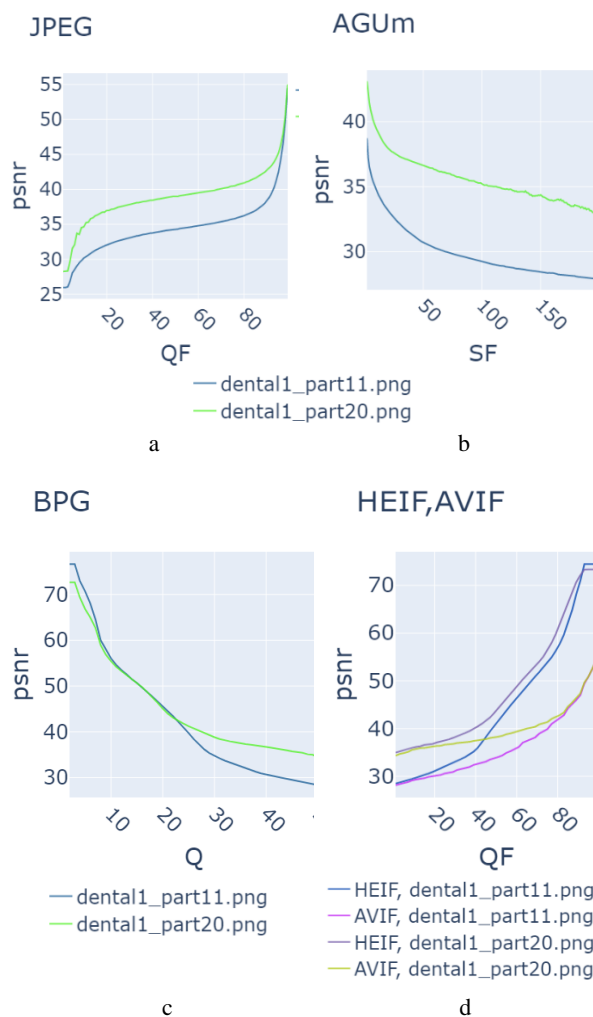 JPEG
AGUm
55
50
45
40
35
30
25
psnr
20
40
60
80
QF
40
35
30
psnr
50
100
150
SF
dental1_part11.png
dental1_part20.png
a
b
BPG
HEIF,AVIF
70
60
50
40
30
psnr
10
20
30
40
Q
dental1_part11.png
dental1_part20.png
70
60
50
40
30
psnr
20
40
60
80
QF
HEIF, dental1_part11.png
AVIF, dental1_part11.png
HEIF, dental1_part20.png
AVIF, dental1_part20.png
c
d